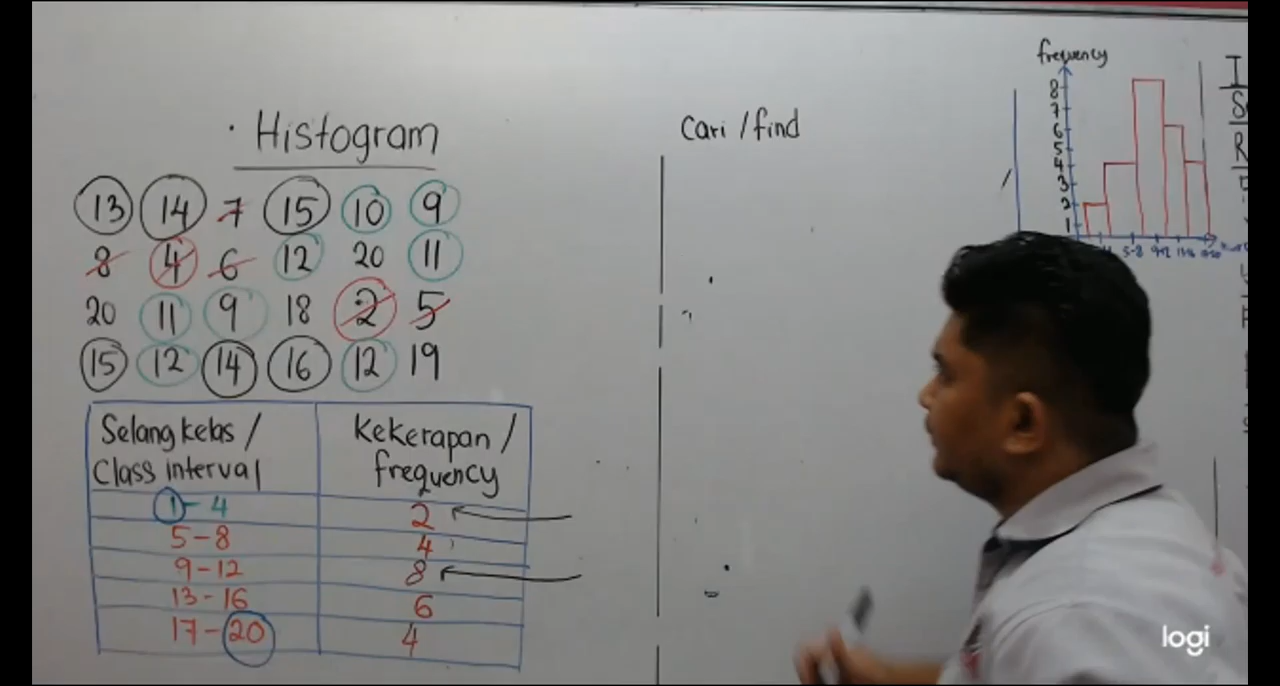 · Histogram
13 14 7 15 10 9
8 4 6 12 20 11
20 11 9 18 2 5
15 12 14 16 12 19
Selang kelas / Kekerapan /
Class interval frequency
1 - 4 2
5 - 8 4
9 - 12 8
13 - 16 6
17 - 20 4
Cari / find
frequency
8
7
6
5
4
3
2
1
5-8 9-12
I
S
R
logi